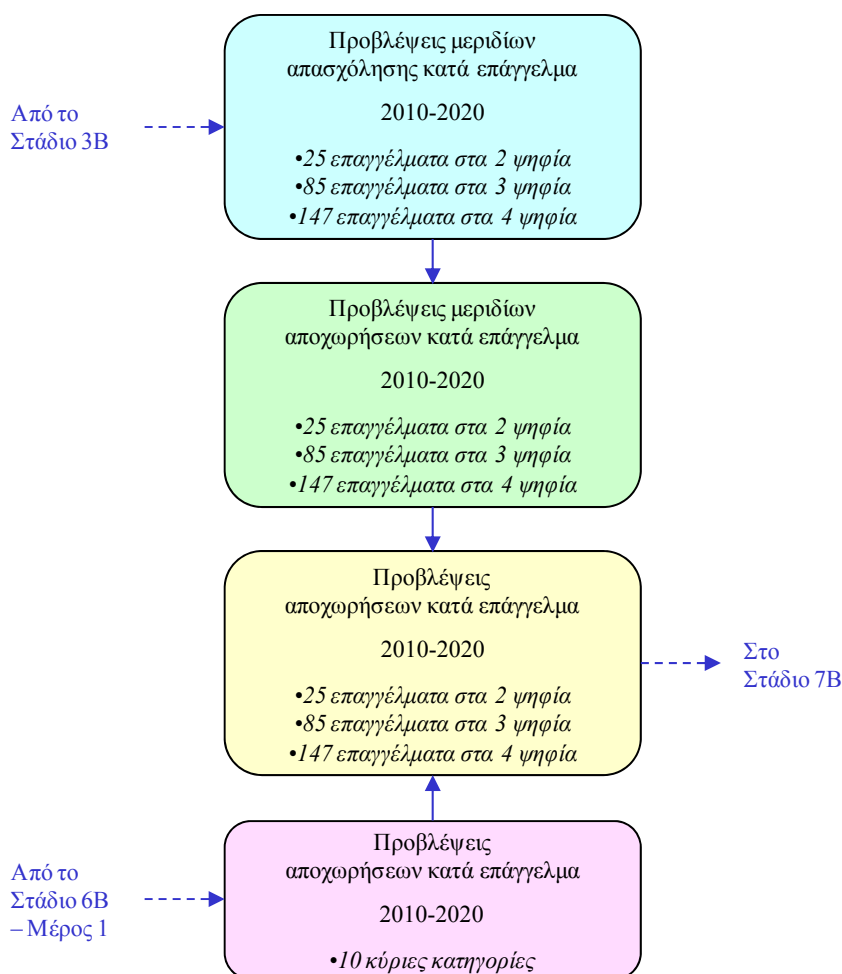 Προβλέψεις μεριδίων
απασχόλησης κατά επάγγελμα
2010-2020
•25 επαγγέλματα στα 2 ψηφία
•85 επαγγέλματα στα 3 ψηφία
•147 επαγγέλματα στα 4 ψηφία
Από το
Στάδιο 3Β
Προβλέψεις μεριδίων
αποχωρήσεων κατά επάγγελμα
2010-2020
•25 επαγγέλματα στα 2 ψηφία
•85 επαγγέλματα στα 3 ψηφία
•147 επαγγέλματα στα 4 ψηφία
Προβλέψεις
αποχωρήσεων κατά επάγγελμα
2010-2020
•25 επαγγέλματα στα 2 ψηφία
•85 επαγγέλματα στα 3 ψηφία
•147 επαγγέλματα στα 4 ψηφία
Στο
Στάδιο 7Β
Προβλέψεις
αποχωρήσεων κατά επάγγελμα
2010-2020
•10 κύριες κατηγορίες
Από το
Στάδιο 6Β
– Μέρος 1